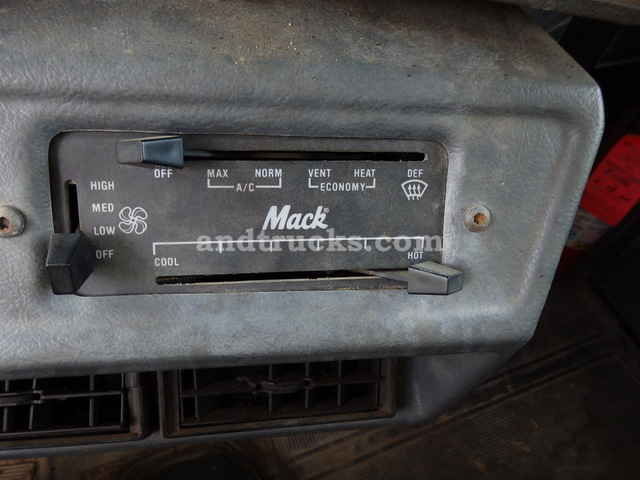 OFF MAX NORM VENT HEAT DEF
A/C ECONOMY
HIGH
MED
LOW
OFF
Mack®
andtrucks.com
COOL HOT